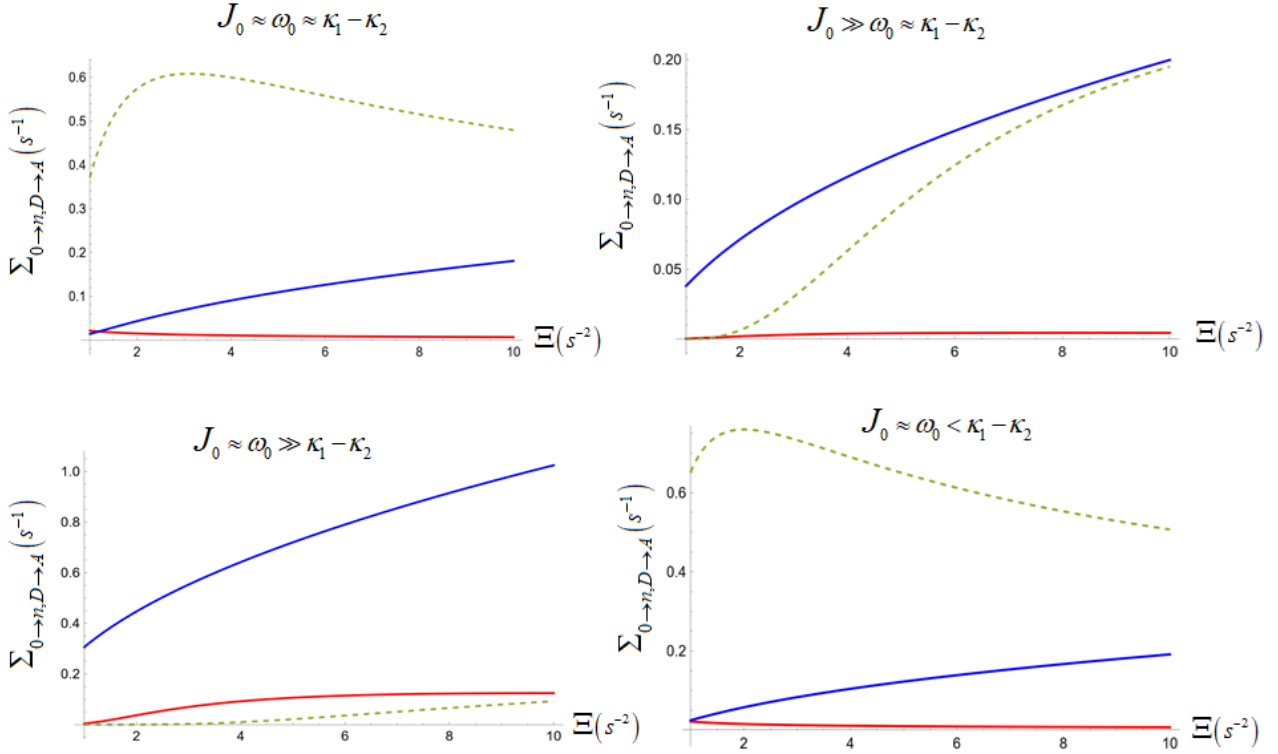 J₀ ≈ ω₀ ≈ κ₁ − κ₂
Σ₀→n,D→A (s⁻¹)
0.6
0.5
0.4
0.3
0.2
0.1
2 4 6 8 10
Ξ(s⁻²)
J₀ ≫ ω₀ ≈ κ₁ − κ₂
Σ₀→n,D→A (s⁻¹)
0.20
0.15
0.10
0.05
2 4 6 8 10
Ξ(s⁻²)
J₀ ≈ ω₀ ≫ κ₁ − κ₂
Σ₀→n,D→A (s⁻¹)
1.0
0.8
0.6
0.4
0.2
2 4 6 8 10
Ξ(s⁻²)
J₀ ≈ ω₀ < κ₁ − κ₂
Σ₀→n,D→A (s⁻¹)
0.6
0.4
0.2
0
2 4 6 8 10
Ξ(s⁻²)